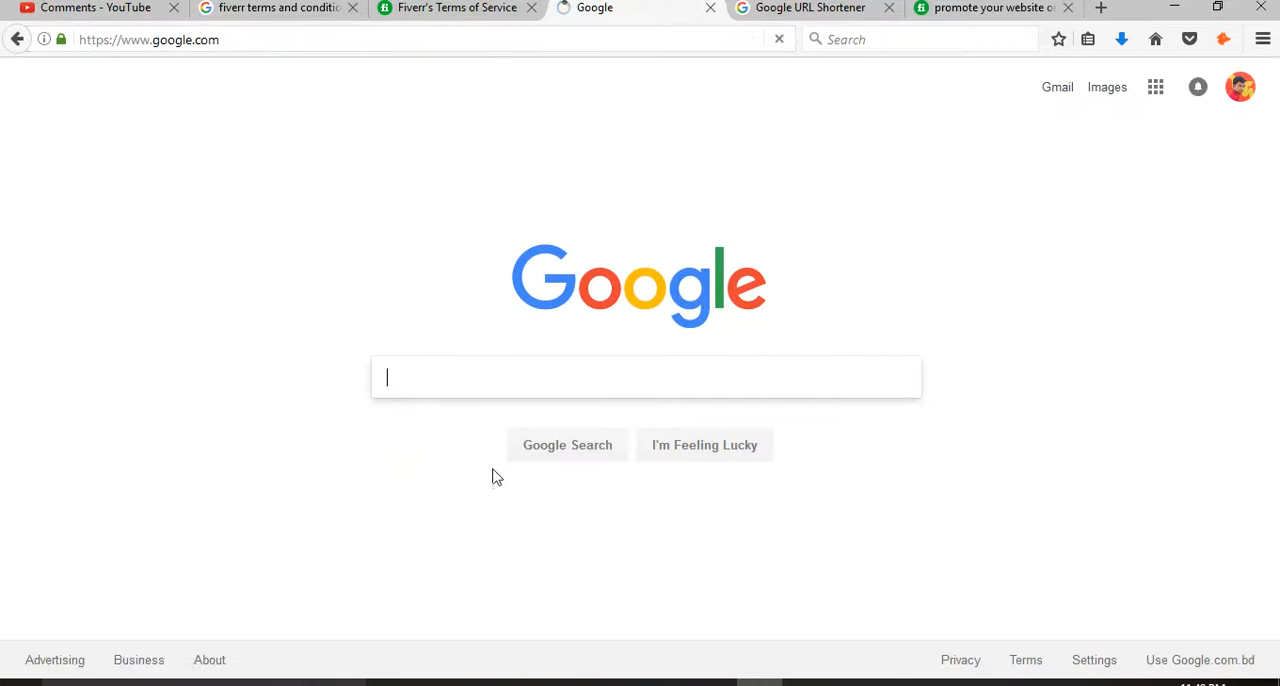 Comments - YouTube
fiverr terms and conditi
Fiverr's Terms of Service
Google
Google URL Shortener
promote your website o
https://www.google.com
Search
Gmail
Images
Google
Google Search
I'm Feeling Lucky
Advertising
Business
About
Privacy
Terms
Settings
Use Google.com.bd